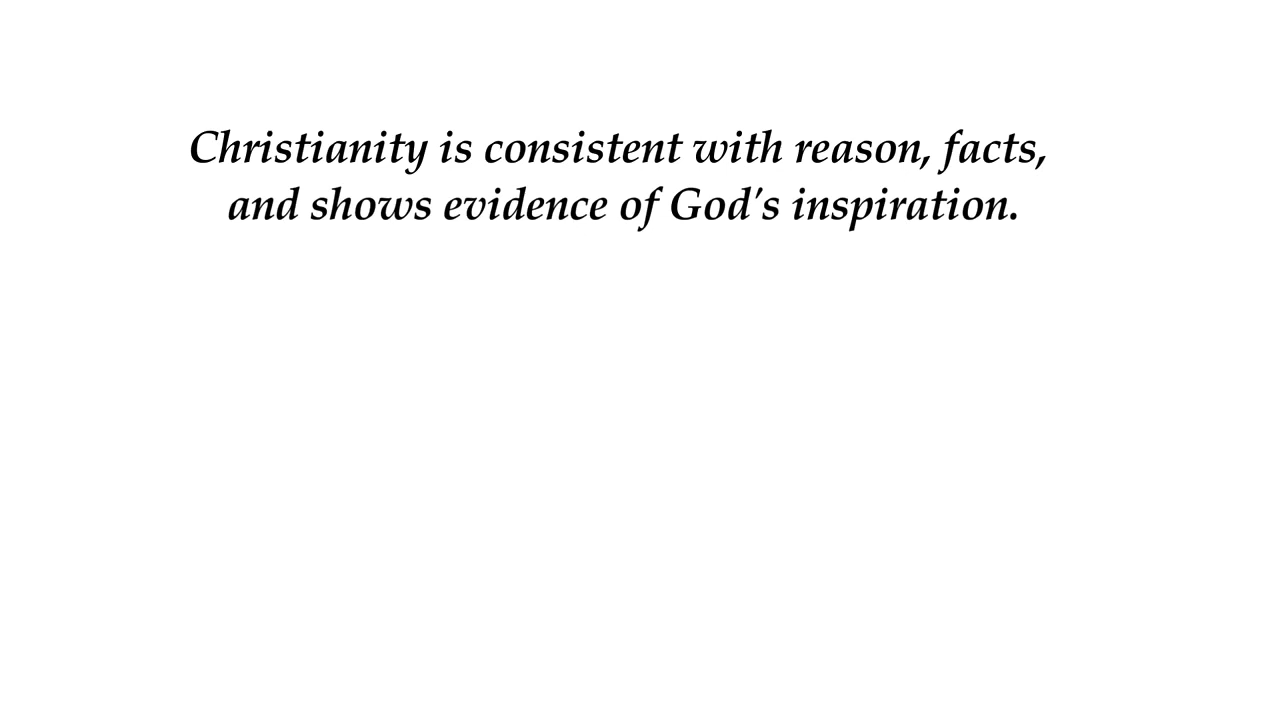 Christianity is consistent with reason, facts,
and shows evidence of God's inspiration.